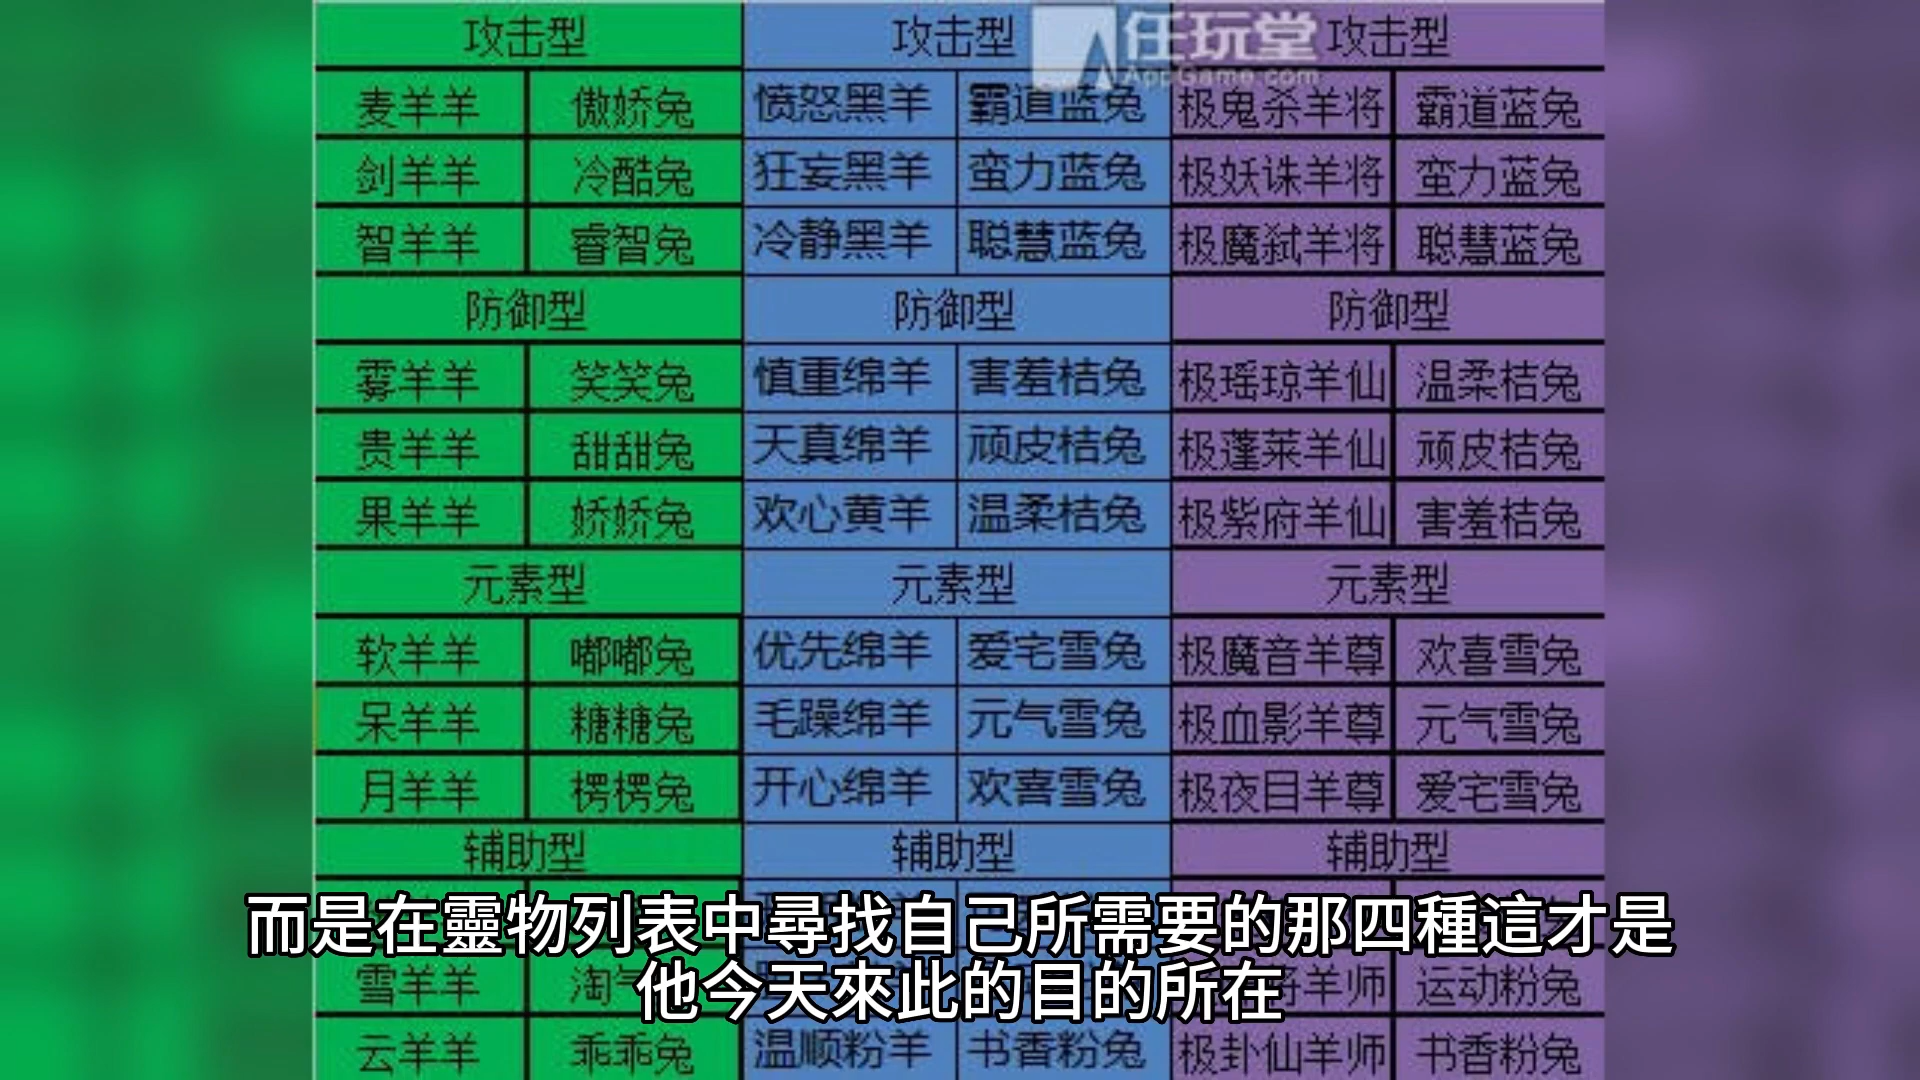 攻击型 攻击型 攻击型
任玩堂
AppGame.com
麦羊羊 傲娇兔 愤怒黑羊 霸道蓝兔 极鬼杀羊将 霸道蓝兔
剑羊羊 冷酷兔 狂妄黑羊 蛮力蓝兔 极妖诛羊将 蛮力蓝兔
智羊羊 睿智兔 冷静黑羊 聪慧蓝兔 极魔弑羊将 聪慧蓝兔
防御型 防御型 防御型
雾羊羊 笑笑兔 慎重绵羊 害羞桔兔 极瑶琼羊仙 温柔桔兔
贵羊羊 甜甜兔 天真绵羊 顽皮桔兔 极蓬莱羊仙 顽皮桔兔
果羊羊 娇娇兔 欢心黄羊 温柔桔兔 极紫府羊仙 害羞桔兔
元素型 元素型 元素型
软羊羊 嘟嘟兔 优先绵羊 爱宅雪兔 极魔音羊尊 欢喜雪兔
呆羊羊 糖糖兔 毛躁绵羊 元气雪兔 极血影羊尊 元气雪兔
月羊羊 楞楞兔 开心绵羊 欢喜雪兔 极夜目羊尊 爱宅雪兔
辅助型 辅助型 辅助型
而是在靈物列表中尋找自己所需要的那四種這才是
雪羊羊 淘 羊师 运动粉兔
他今天來此的目的所在
云羊羊 乖乖兔 温顺粉羊 书香粉兔 极卦仙羊师 书香粉兔